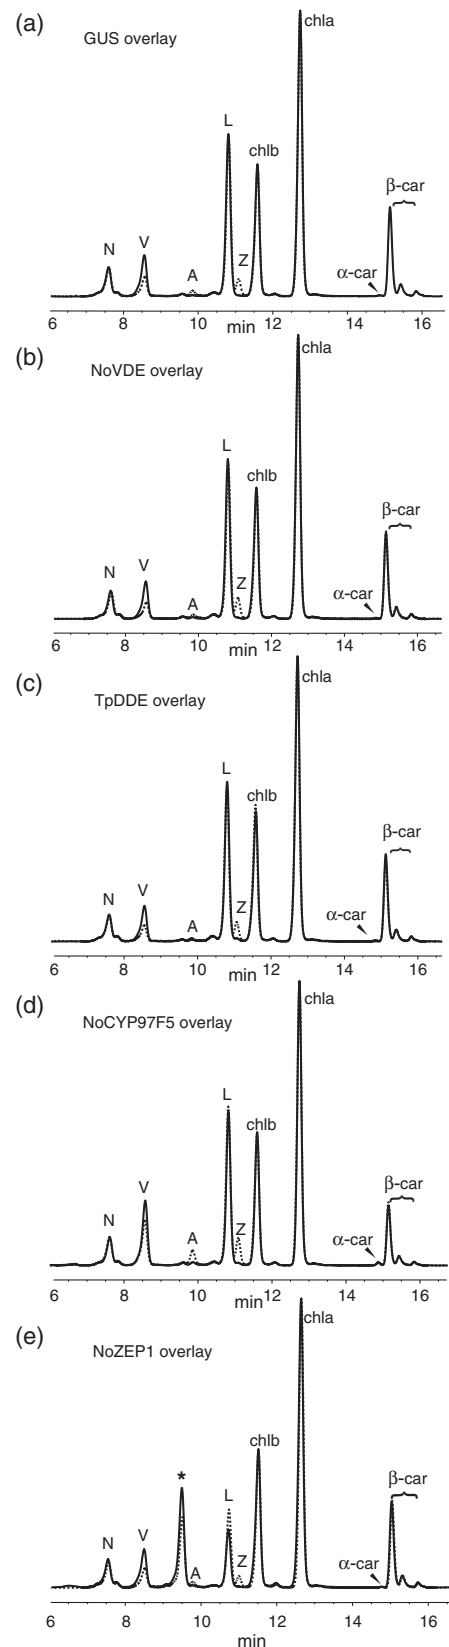 (a)
GUS overlay
chla
L
chlb
β-car
N
V
A
Z
α-car
6 8 10 12 14 16
min
(b)
NoVDE overlay
chla
L
chlb
β-car
N
V
A
Z
α-car
6 8 10 12 14 16
min
(c)
TpDDE overlay
chla
L
chlb
β-car
N
V
A
Z
α-car
6 8 10 12 14 16
min
(d)
NoCYP97F5 overlay
chla
L
chlb
β-car
N
V
A
Z
α-car
6 8 10 12 14 16
min
(e)
NoZEP1 overlay
chla
*
L
chlb
β-car
N
V
A
Z
α-car
6 8 10 12 14 16
min